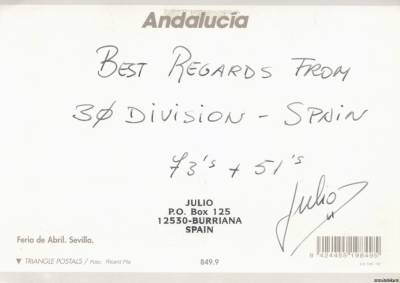 Andalucía
BEST REGARDS FROM
30 DIVISION - SPAIN
73's + 51's
JULIO
P.O. Box 125
12530-BURRIANA
SPAIN
Julio
Feria de Abril. Sevilla.
TRIANGLE POSTALS / Foto: Ricard Pla
849.9
9 424455 198495